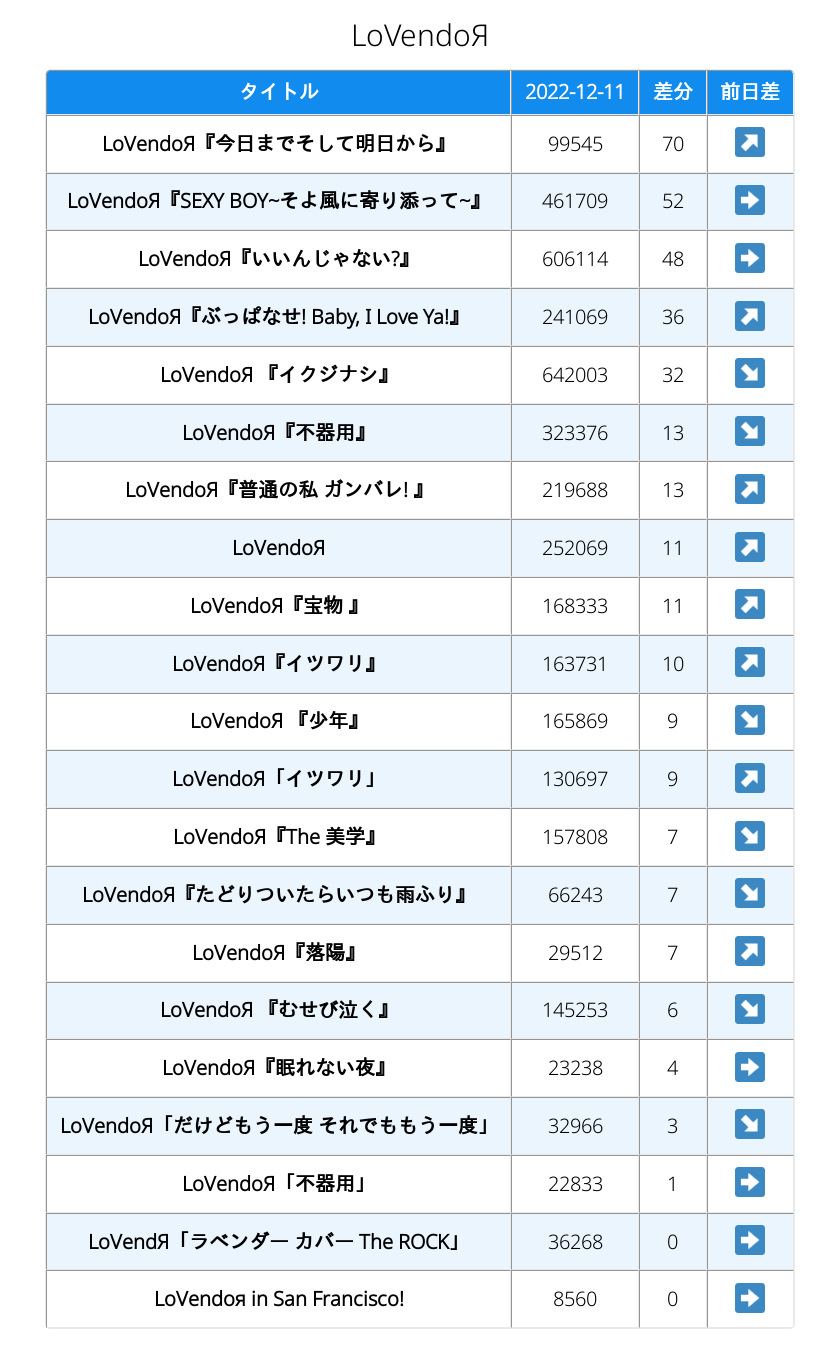 LoVendoЯ
タイトル 2022-12-11 差分 前日差
LoVendoЯ『今日までそして明日から』 99545 70 ↗
LoVendoЯ『SEXY BOY~そよ風に寄り添って~』 461709 52 ➡
LoVendoЯ『いいんじゃない?』 606114 48 ➡
LoVendoЯ『ぶっぱなせ! Baby, I Love Ya!』 241069 36 ↗
LoVendoЯ 『イクジナシ』 642003 32 ↘
LoVendoЯ『不器用』 323376 13 ↘
LoVendoЯ『普通の私 ガンバレ! 』 219688 13 ↗
LoVendoЯ 252069 11 ↗
LoVendoЯ『宝物 』 168333 11 ↗
LoVendoЯ『イツワリ』 163731 10 ↗
LoVendoЯ 『少年』 165869 9 ↘
LoVendoЯ「イツワリ」 130697 9 ↗
LoVendoЯ『The 美学』 157808 7 ↘
LoVendoЯ『たどりついたらいつも雨ふり』 66243 7 ↘
LoVendoЯ『落陽』 29512 7 ↗
LoVendoЯ 『むせび泣く』 145253 6 ↘
LoVendoЯ『眠れない夜』 23238 4 ➡
LoVendoЯ「だけどもう一度 それでももう一度」 32966 3 ↘
LoVendoЯ「不器用」 22833 1 ➡
LoVendЯ「ラベンダー カバー The ROCK」 36268 0 ➡
LoVendoя in San Francisco! 8560 0 ➡